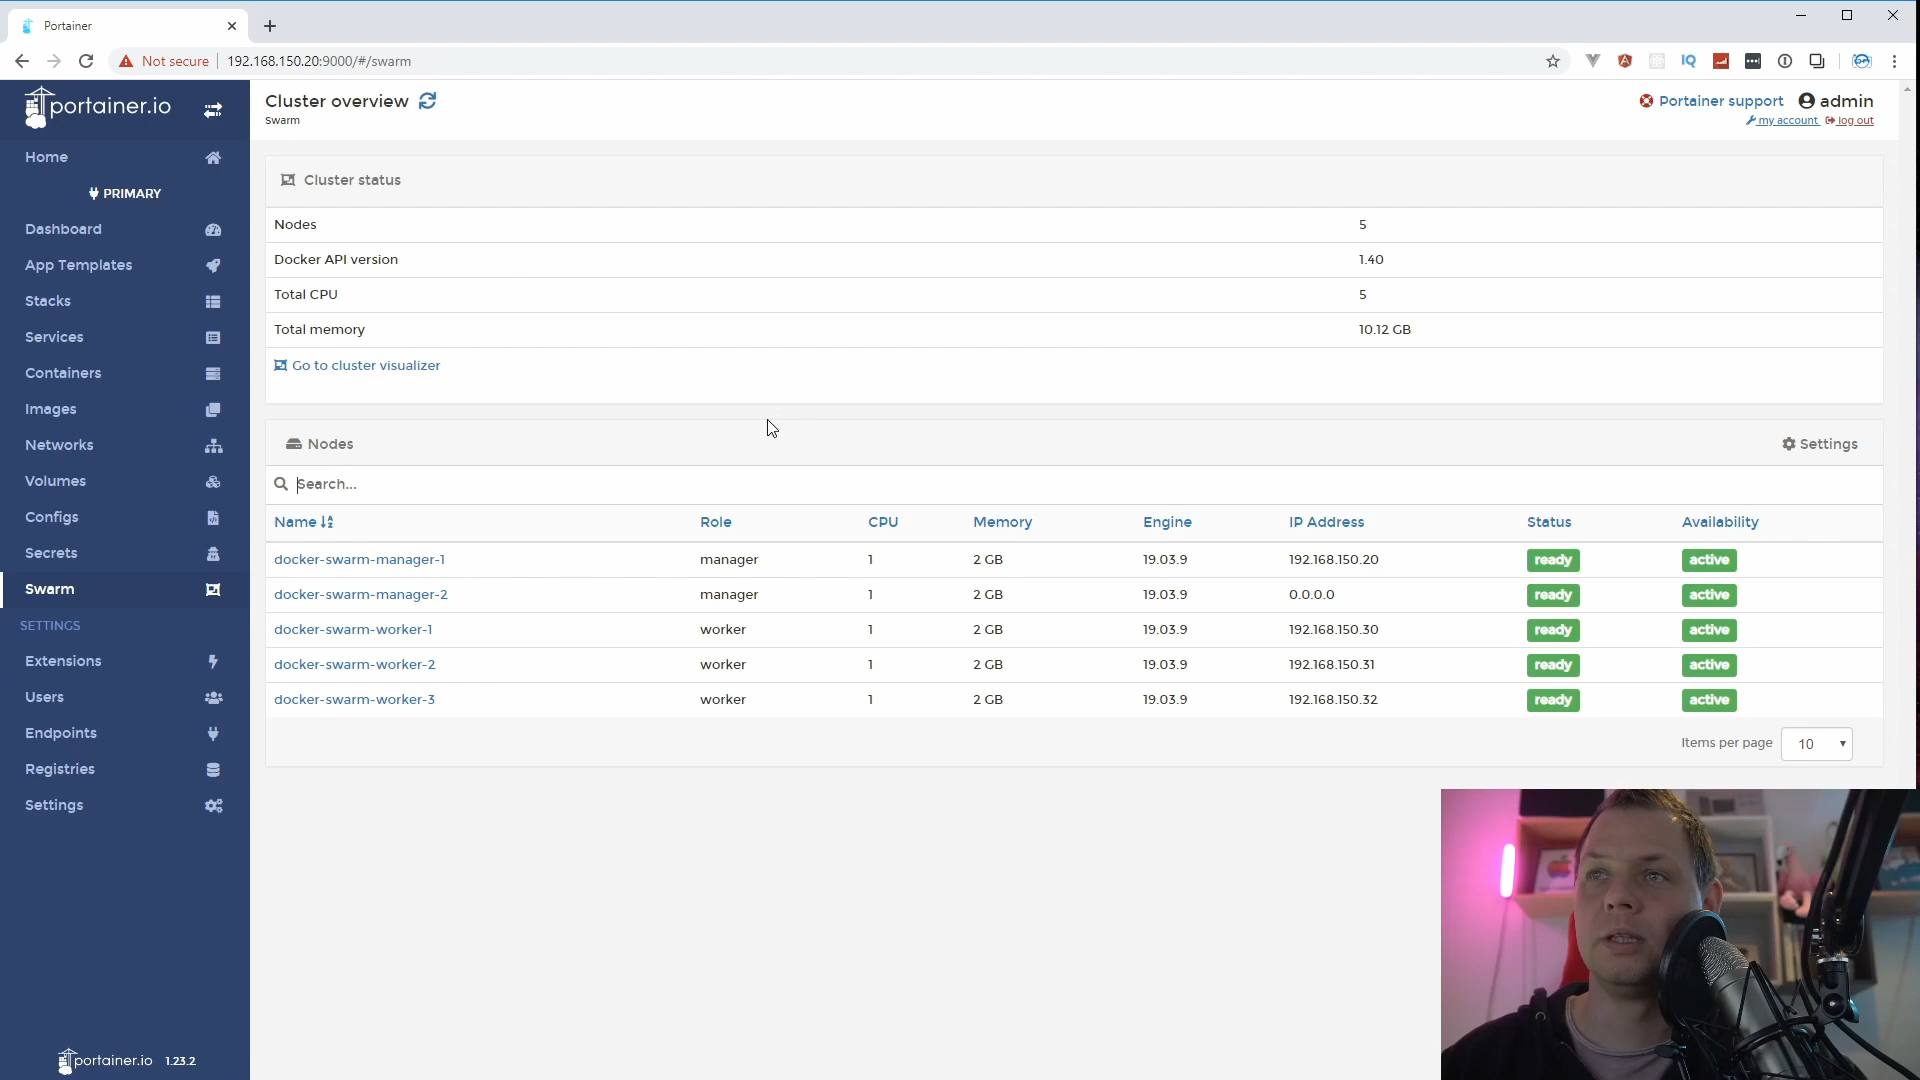 Portainer
Not secure 192.168.150.20:9000/#/swarm
IQ
portainer.io
Home
PRIMARY
Dashboard
App Templates
Stacks
Services
Containers
Images
Networks
Volumes
Configs
Secrets
Swarm
SETTINGS
Extensions
Users
Endpoints
Registries
Settings
portainer.io 1.23.2
Cluster overview
Swarm
Portainer support admin
my account log out
Cluster status
Nodes 5
Docker API version 1.40
Total CPU 5
Total memory 10.12 GB
Go to cluster visualizer
Nodes Settings
Search...
Name Role CPU Memory Engine IP Address Status Availability
docker-swarm-manager-1 manager 1 2 GB 19.03.9 192.168.150.20 ready active
docker-swarm-manager-2 manager 1 2 GB 19.03.9 0.0.0.0 ready active
docker-swarm-worker-1 worker 1 2 GB 19.03.9 192.168.150.30 ready active
docker-swarm-worker-2 worker 1 2 GB 19.03.9 192.168.150.31 ready active
docker-swarm-worker-3 worker 1 2 GB 19.03.9 192.168.150.32 ready active
Items per page 10